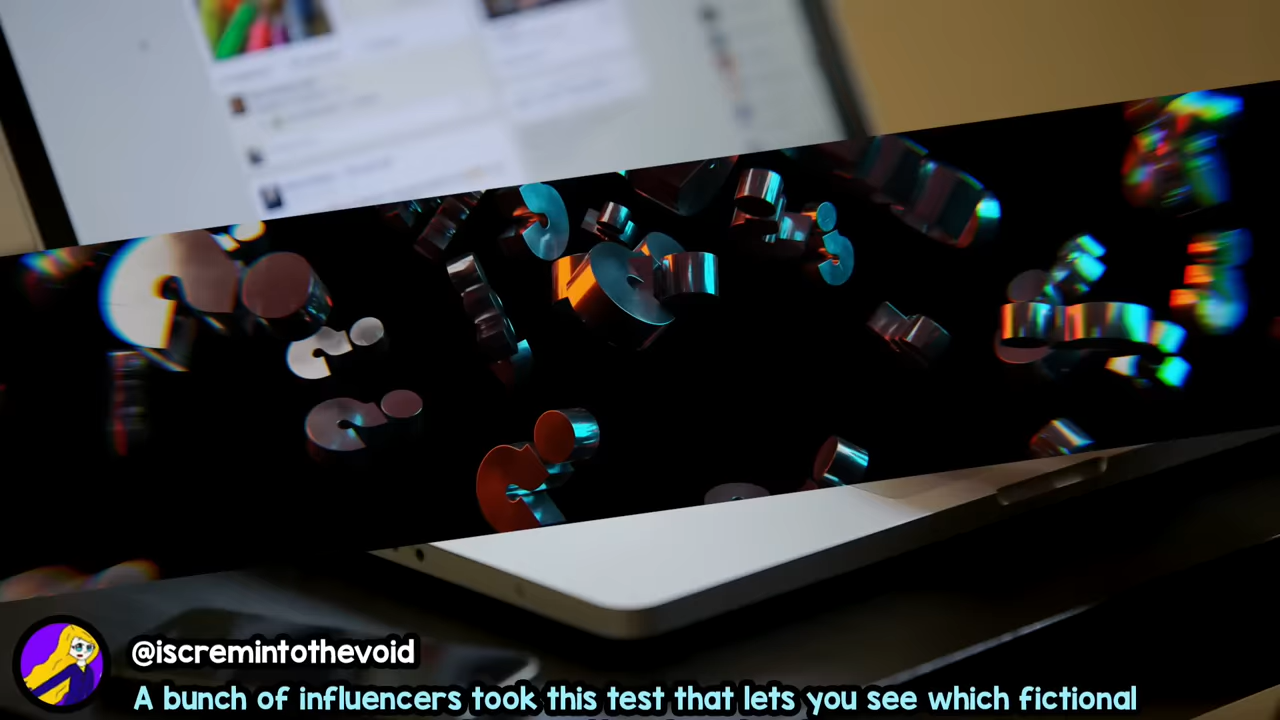 @iscremintothevoid
A bunch of influencers took this test that lets you see which fictional